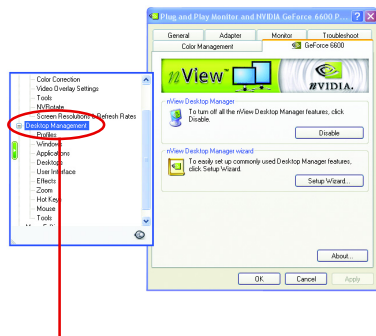 Plug and Play Monitor and NVIDIA GeForce 6600 P...
General Adapter Monitor Troubleshoot
Color Management GeForce 6600
nView™
NVIDIA.
nView Desktop Manager
To turn off all the nView Desktop Manager features, click
Disable.
Disable
nView Desktop Manager wizard
To easily set up commonly used Desktop Manager features,
click Setup Wizard.
Setup Wizard...
About...
OK Cancel Apply
Color Correction
Video Overlay Settings
Tools
NVRotate
Screen Resolutions & Refresh Rates
Desktop Management
Profiles
Windows
Applications
Desktops
User Interface
Effects
Zoom
Hot Keys
Mouse
Tools